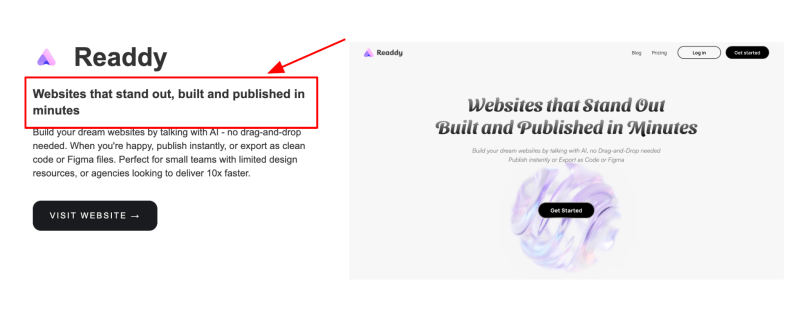 Readdy
Websites that stand out, built and published in
minutes
Build your dream websites by talking with AI - no drag-and-drop
needed. When you're happy, publish instantly, or export as clean
code or Figma files. Perfect for small teams with limited design
resources, or agencies looking to deliver 10x faster.
VISIT WEBSITE →
Readdy
Blog
Pricing
Log in
Get started
Websites that Stand Out
Built and Published in Minutes
Build your dream websites by talking with AI, no Drag-and-Drop needed
Publish instantly or Export as Code or Figma
Get Started